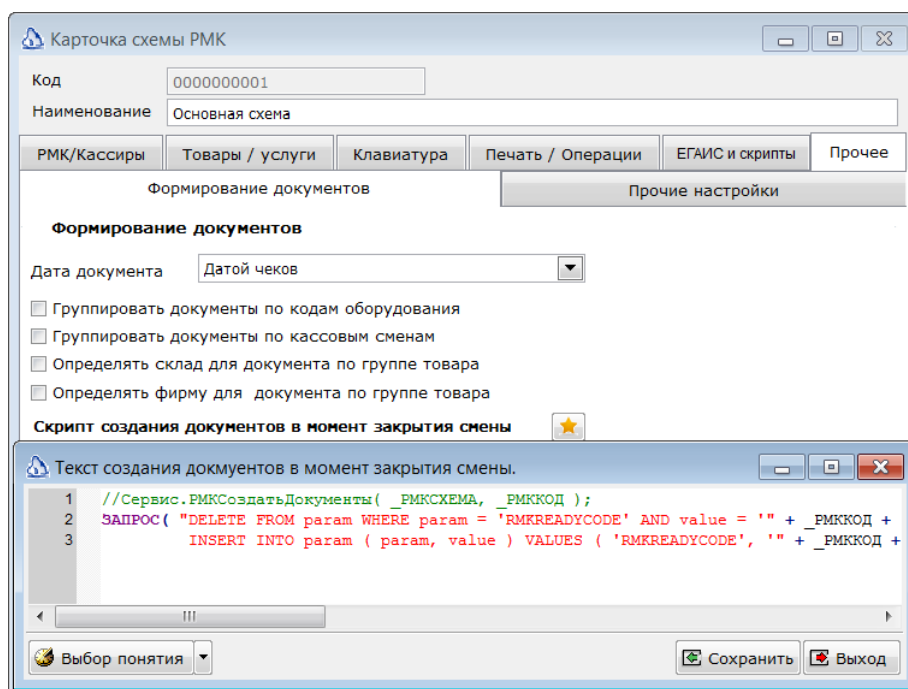 Карточка схемы РМК
Код 0000000001
Наименование Основная схема
РМК/Кассиры Товары / услуги Клавиатура Печать / Операции ЕГАИС и скрипты Прочее
Формирование документов Прочие настройки
Формирование документов
Дата документа Датой чеков
Группировать документы по кодам оборудования
Группировать документы по кассовым сменам
Определять склад для документа по группе товара
Определять фирму для документа по группе товара
Скрипт создания документов в момент закрытия смены
Текст создания докмуентов в момент закрытия смены.
1 //Сервис.РМКСоздатьДокументы( _РМКСХЕМА, _РМККОД );
2 ЗАПРОС( "DELETE FROM param WHERE param = 'RMKREADYCODE' AND value = '" + _РМККОД +
3 INSERT INTO param ( param, value ) VALUES ( 'RMKREADYCODE', '" + _РМККОД +
Выбор понятия Сохранить Выход